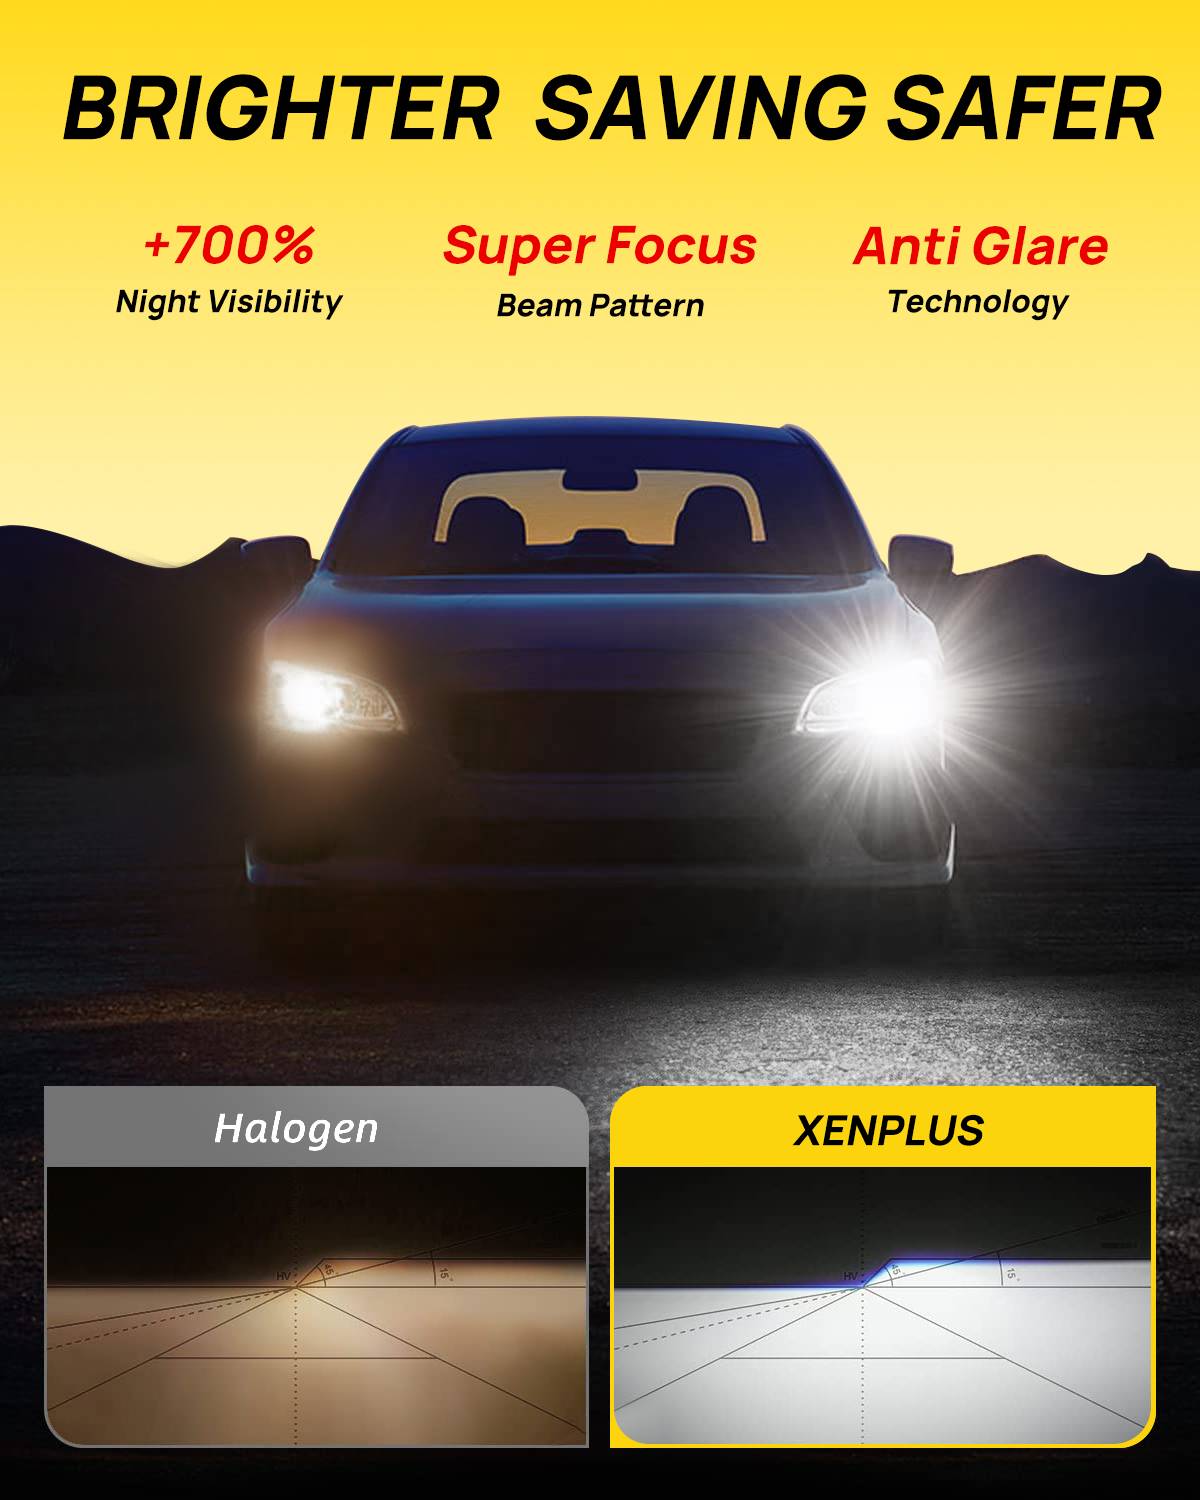 BRIGHTER SAVING SAFER
+700%
Night Visibility
Super Focus
Beam Pattern
Anti Glare
Technology
Halogen
HV
45°
15°
XENPLUS
HV
45°
15°